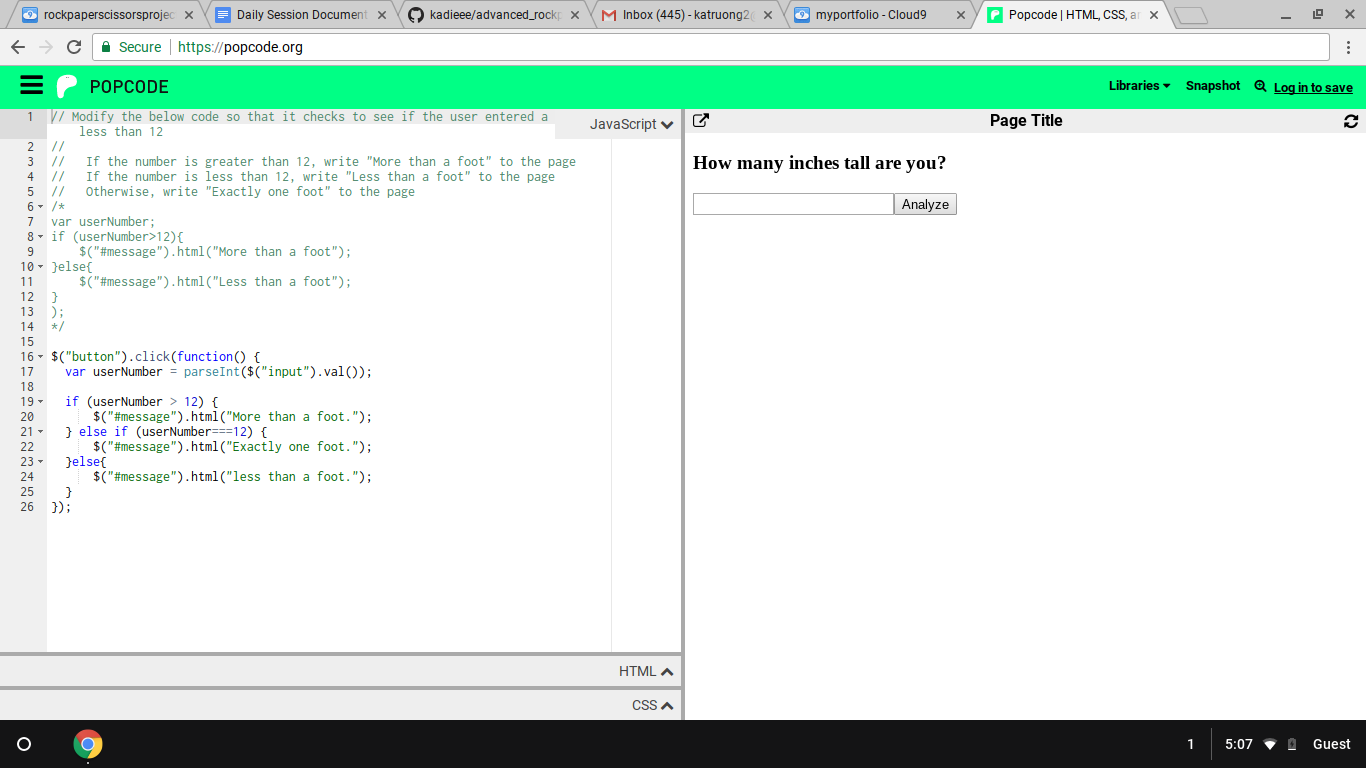 rockpaperscissorsprojec
Daily Session Document
kadieee/advanced_rockp
Inbox (445) - katruong2@
myportfolio - Cloud9
Popcode | HTML, CSS, an
Secure https://popcode.org
POPCODE
Libraries Snapshot Log in to save
JavaScript
1 // Modify the below code so that it checks to see if the user entered a
less than 12
2 //
3 //   If the number is greater than 12, write "More than a foot" to the page
4 //   If the number is less than 12, write "Less than a foot" to the page
5 //   Otherwise, write "Exactly one foot" to the page
6 /*
7 var userNumber;
8 if (userNumber>12){
9     $("#message").html("More than a foot");
10 }else{
11     $("#message").html("Less than a foot");
12 }
13 );
14 */
15
16 $("button").click(function() {
17   var userNumber = parseInt($("input").val());
18
19   if (userNumber > 12) {
20       $("#message").html("More than a foot.");
21   } else if (userNumber===12) {
22       $("#message").html("Exactly one foot.");
23   }else{
24       $("#message").html("less than a foot.");
25   }
26 });
HTML
CSS
Page Title
How many inches tall are you?
Analyze
1 5:07 Guest